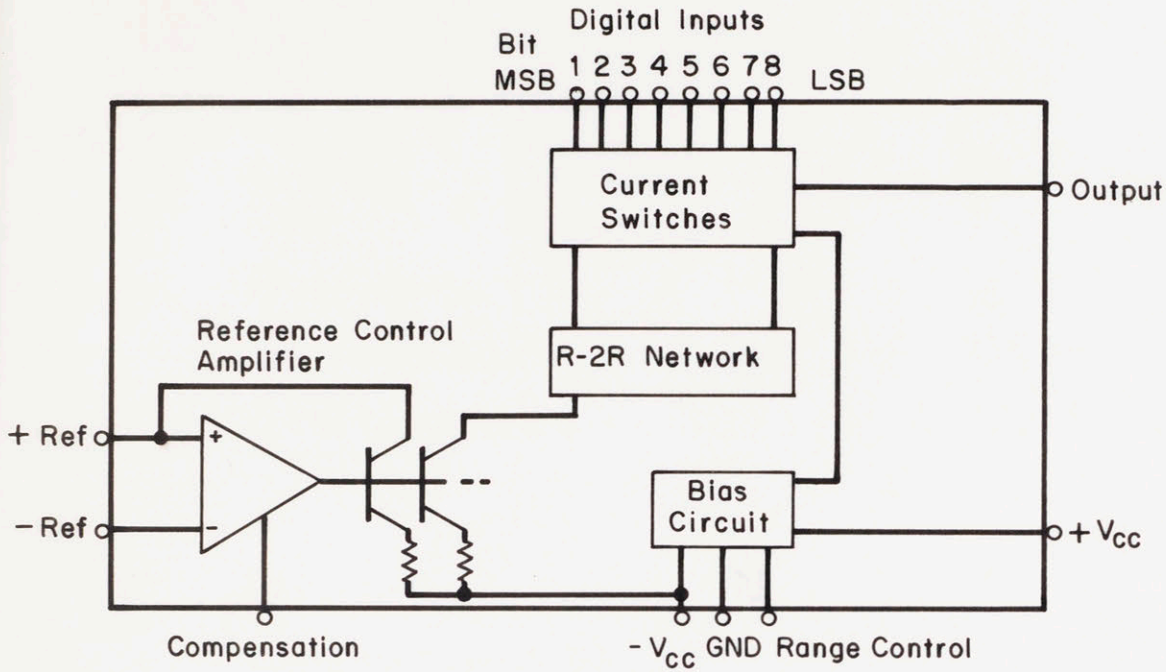 Digital Inputs
Bit
MSB 1 2 3 4 5 6 7 8 LSB
Current
Switches
Output
Reference Control
Amplifier
R-2R Network
+ Ref
+
- Ref
-
Bias
Circuit
+ VCC
Compensation
- VCC GND Range Control